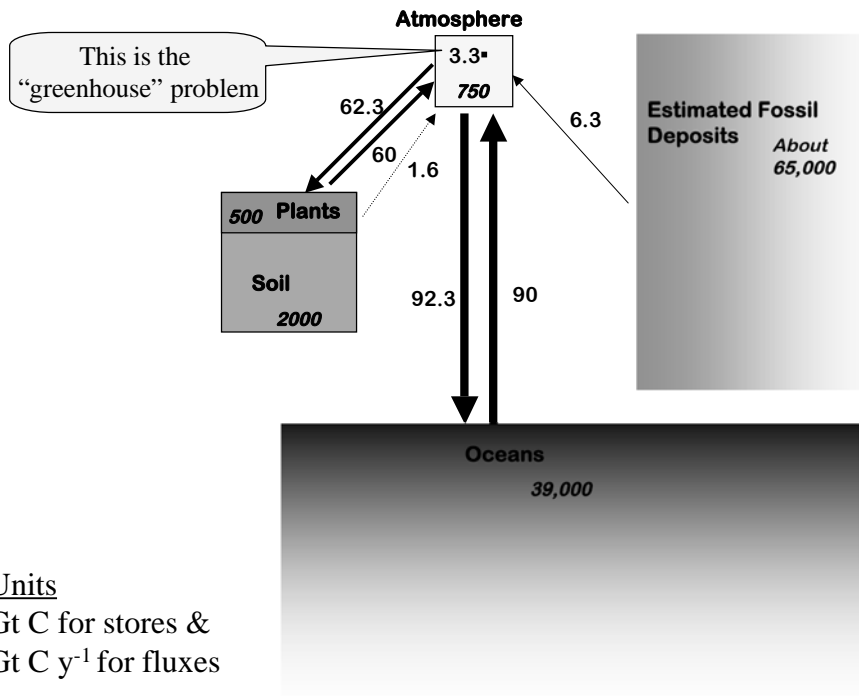 Atmosphere
This is the
“greenhouse” problem
3.3
750
62.3
60
1.6
6.3
Estimated Fossil
Deposits
About
65,000
500 Plants
Soil
2000
92.3
90
Oceans
39,000
Units
Gt C for stores &
Gt C y-1 for fluxes